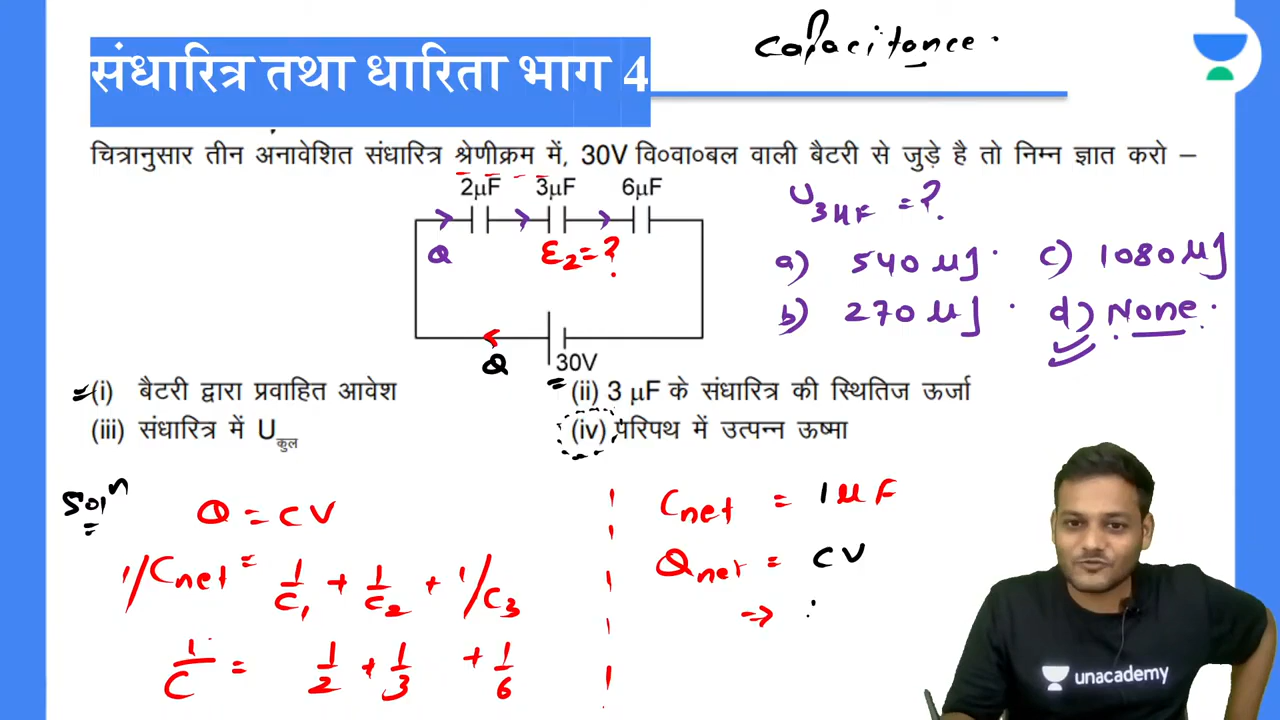 capacitance.
संधारित्र तथा धारिता भाग 4
चित्रानुसार तीन अनावेशित संधारित्र श्रेणीक्रम में, 30V वि०वा०बल वाली बैटरी से जुड़े है तो निम्न ज्ञात करो –
2μF 3μF 6μF
Q
ε₂ = ?
Q
30V
U₃μF = ?
a) 540 μJ. c) 1080 μJ
b) 270 μJ. d) None.
(i) बैटरी द्वारा प्रवाहित आवेश (ii) 3 μF के संधारित्र की स्थितिज ऊर्जा
(iii) संधारित्र में U कुल (iv) परिपथ में उत्पन्न ऊष्मा
Solⁿ
Q = CV
1/Cnet = 1/C₁ + 1/C₂ + 1/C₃
1/C = 1/2 + 1/3 + 1/6
Cnet = 1 μF
Qnet = CV
⇒
unacademy